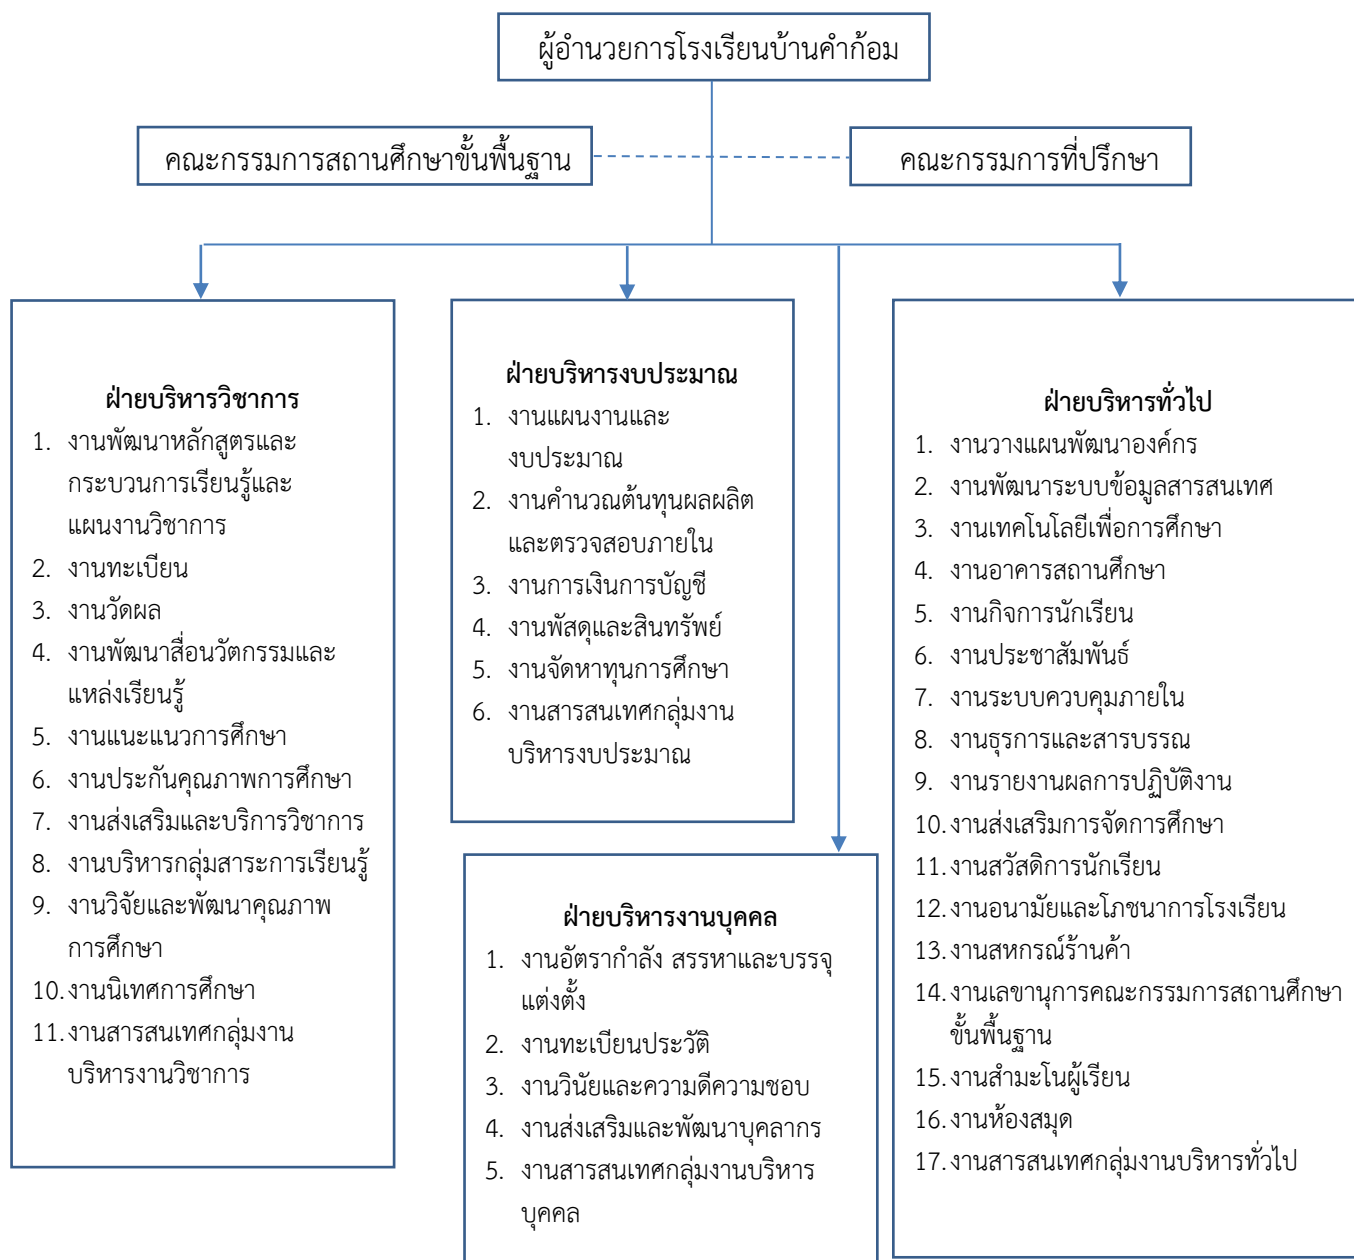 ผู้อำนวยการโรงเรียนบ้านคำก้อม
คณะกรรมการสถานศึกษาขั้นพื้นฐาน
คณะกรรมการที่ปรึกษา
ฝ่ายบริหารวิชาการ
1. งานพัฒนาหลักสูตรและ
กระบวนการเรียนรู้และ
แผนงานวิชาการ
2. งานทะเบียน
3. งานวัดผล
4. งานพัฒนาสื่อนวัตกรรมและ
แหล่งเรียนรู้
5. งานแนะแนวการศึกษา
6. งานประกันคุณภาพการศึกษา
7. งานส่งเสริมและบริการวิชาการ
8. งานบริหารกลุ่มสาระการเรียนรู้
9. งานวิจัยและพัฒนาคุณภาพ
การศึกษา
10. งานนิเทศการศึกษา
11. งานสารสนเทศกลุ่มงาน
บริหารงานวิชาการ
ฝ่ายบริหารงบประมาณ
1. งานแผนงานและ
งบประมาณ
2. งานคำนวณต้นทุนผลผลิต
และตรวจสอบภายใน
3. งานการเงินการบัญชี
4. งานพัสดุและสินทรัพย์
5. งานจัดหาทุนการศึกษา
6. งานสารสนเทศกลุ่มงาน
บริหารงบประมาณ
ฝ่ายบริหารงานบุคคล
1. งานอัตรากำลัง สรรหาและบรรจุ
แต่งตั้ง
2. งานทะเบียนประวัติ
3. งานวินัยและความดีความชอบ
4. งานส่งเสริมและพัฒนาบุคลากร
5. งานสารสนเทศกลุ่มงานบริหาร
บุคคล
ฝ่ายบริหารทั่วไป
1. งานวางแผนพัฒนาองค์กร
2. งานพัฒนาระบบข้อมูลสารสนเทศ
3. งานเทคโนโลยีเพื่อการศึกษา
4. งานอาคารสถานศึกษา
5. งานกิจการนักเรียน
6. งานประชาสัมพันธ์
7. งานระบบควบคุมภายใน
8. งานธุรการและสารบรรณ
9. งานรายงานผลการปฏิบัติงาน
10. งานส่งเสริมการจัดการศึกษา
11. งานสวัสดิการนักเรียน
12. งานอนามัยและโภชนาการโรงเรียน
13. งานสหกรณ์ร้านค้า
14. งานเลขานุการคณะกรรมการสถานศึกษา
ขั้นพื้นฐาน
15. งานสำมะโนผู้เรียน
16. งานห้องสมุด
17. งานสารสนเทศกลุ่มงานบริหารทั่วไป